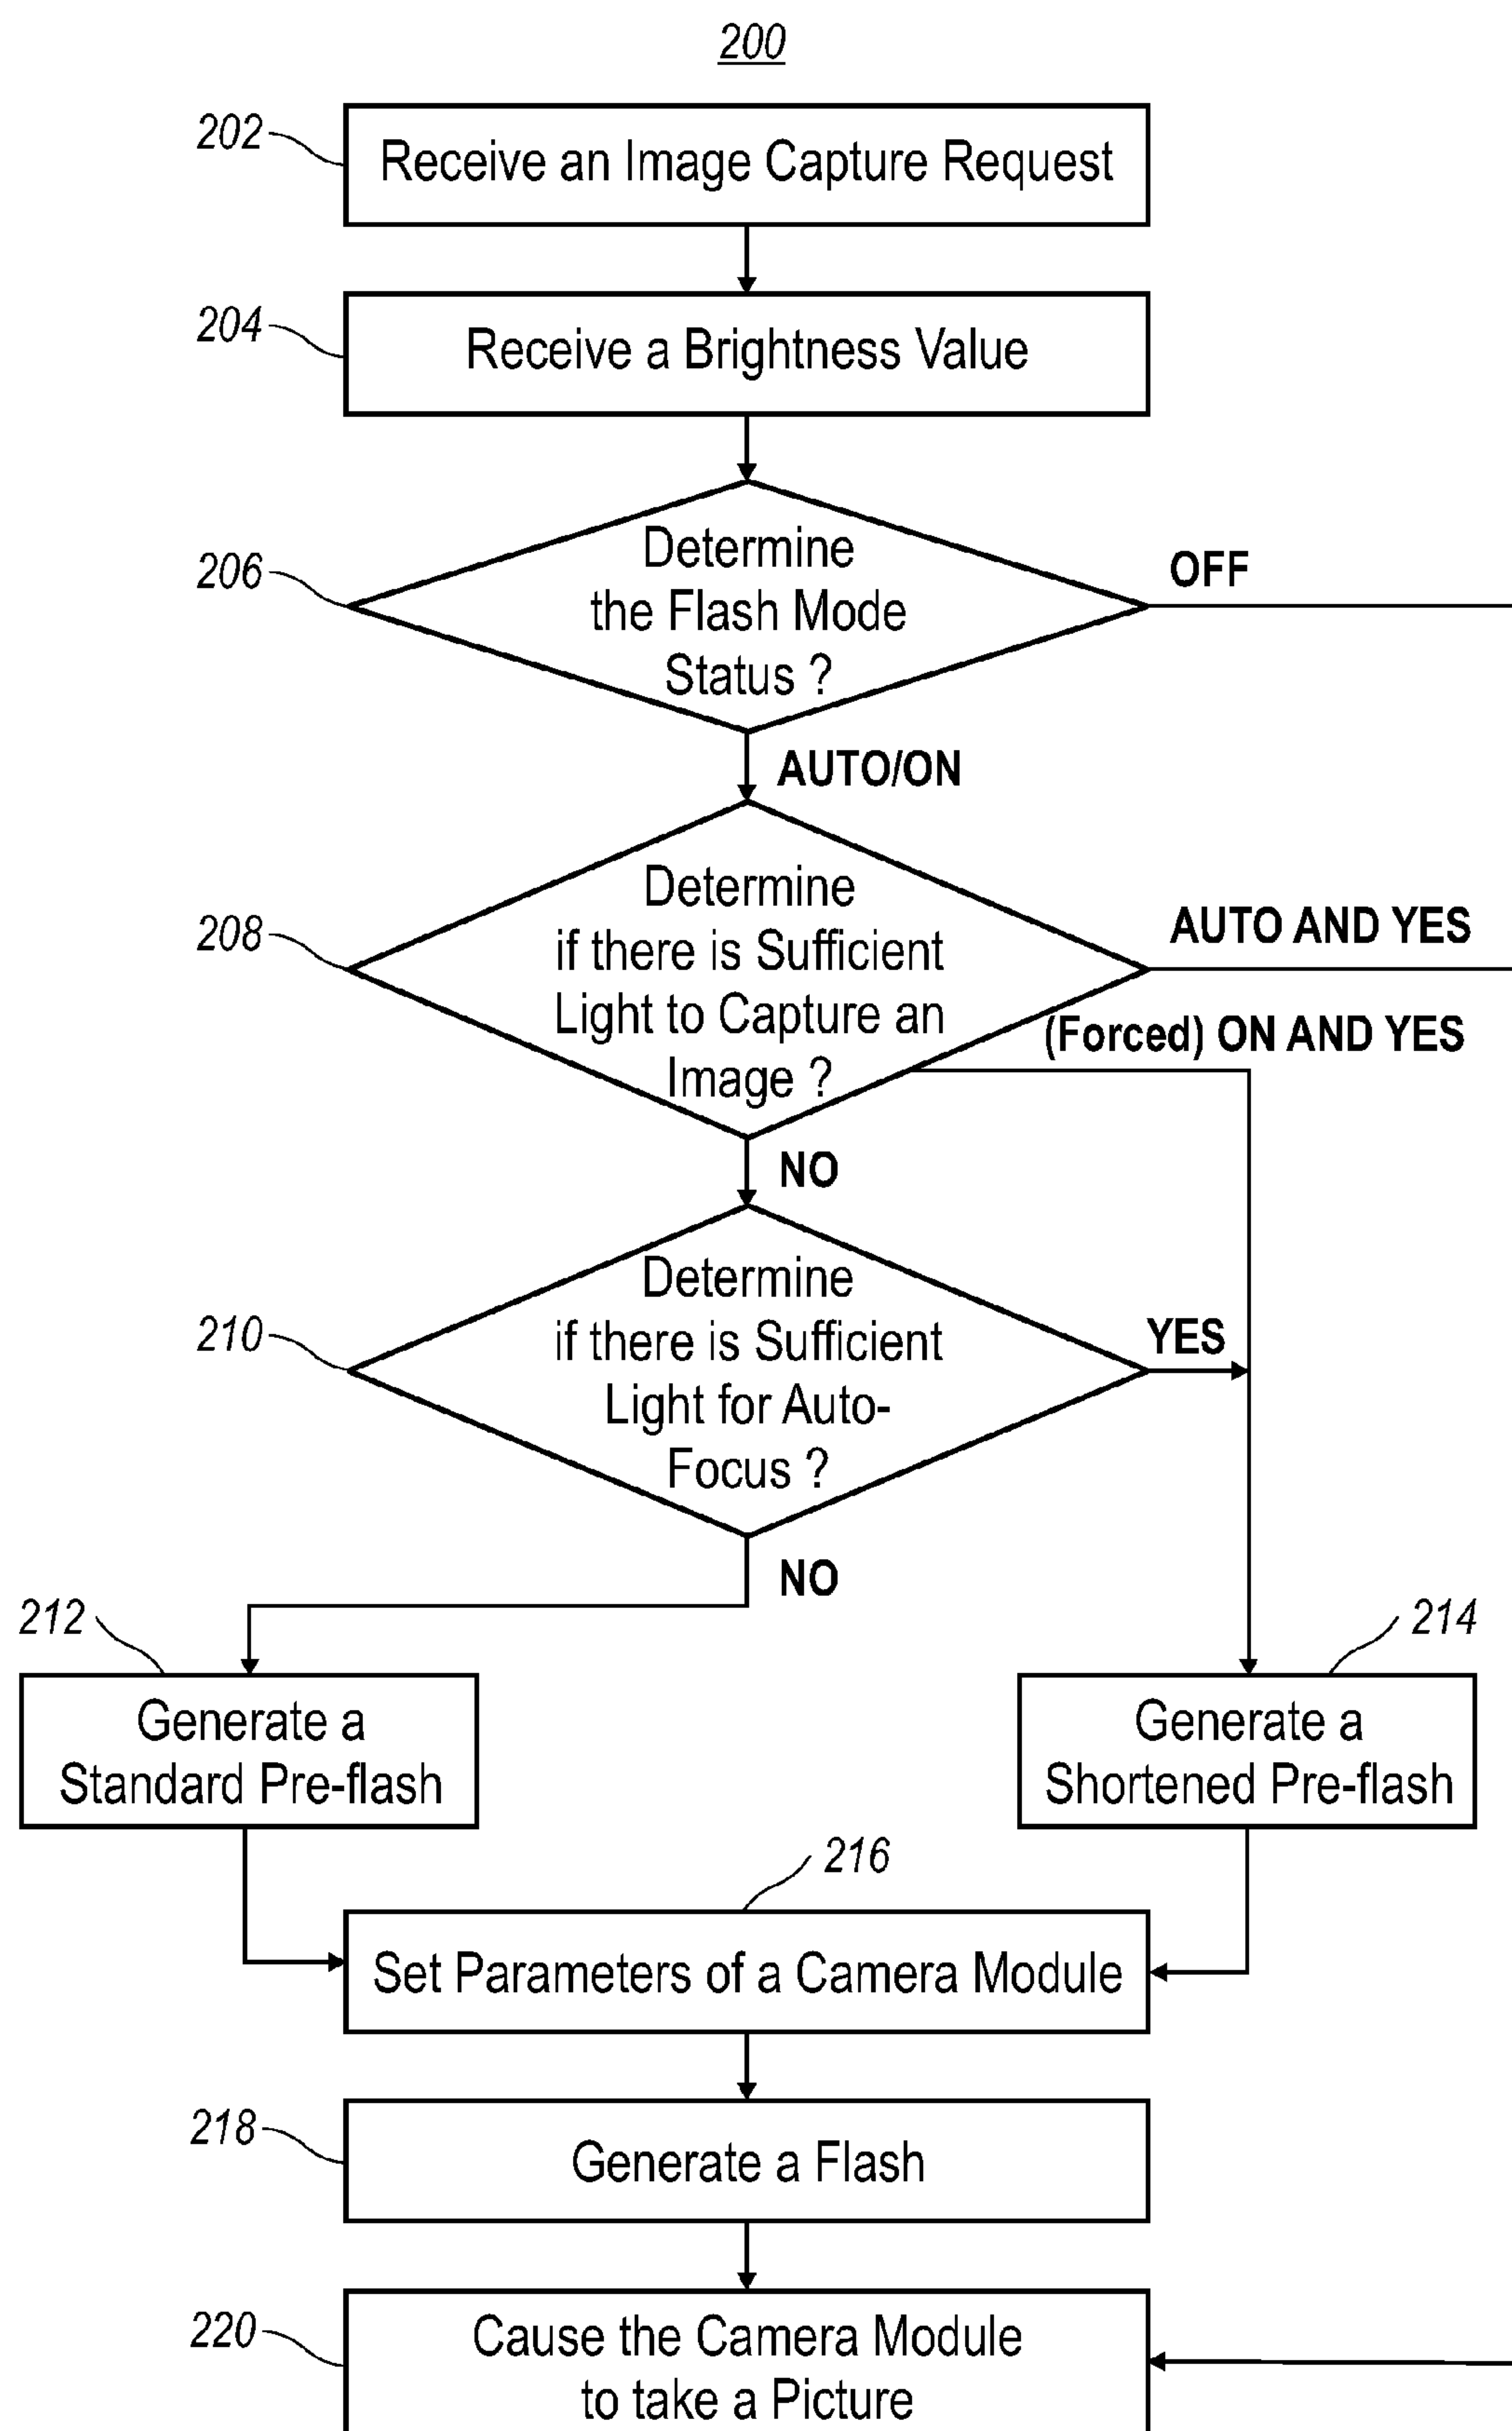 200
202
Receive an Image Capture Request
204
Receive a Brightness Value
206
Determine
the Flash Mode
Status ?
OFF
AUTO/ON
208
Determine
if there is Sufficient
Light to Capture an
Image ?
AUTO AND YES
(Forced) ON AND YES
NO
210
Determine
if there is Sufficient
Light for Auto-
Focus ?
YES
NO
212
Generate a
Standard Pre-flash
214
Generate a
Shortened Pre-flash
216
Set Parameters of a Camera Module
218
Generate a Flash
220
Cause the Camera Module
to take a Picture